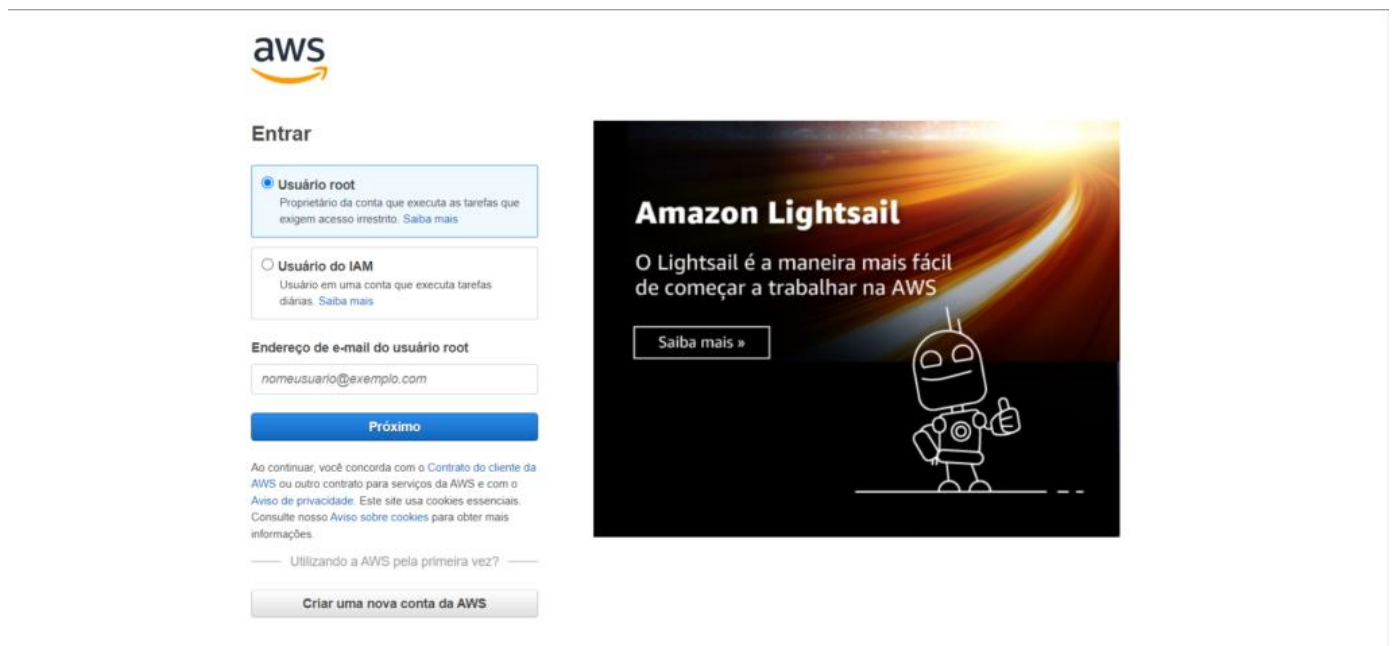 aws
Entrar
Usuário root
Proprietário da conta que executa as tarefas que
exigem acesso irrestrito. Saiba mais
Usuário do IAM
Usuário em uma conta que executa tarefas
diárias. Saiba mais
Endereço de e-mail do usuário root
nomeusuario@exemplo.com
Próximo
Ao continuar, você concorda com o Contrato do cliente da
AWS ou outro contrato para serviços da AWS e com o
Aviso de privacidade. Este site usa cookies essenciais.
Consulte nosso Aviso sobre cookies para obter mais
informações.
Utilizando a AWS pela primeira vez?
Criar uma nova conta da AWS
Amazon Lightsail
O Lightsail é a maneira mais fácil
de começar a trabalhar na AWS
Saiba mais »